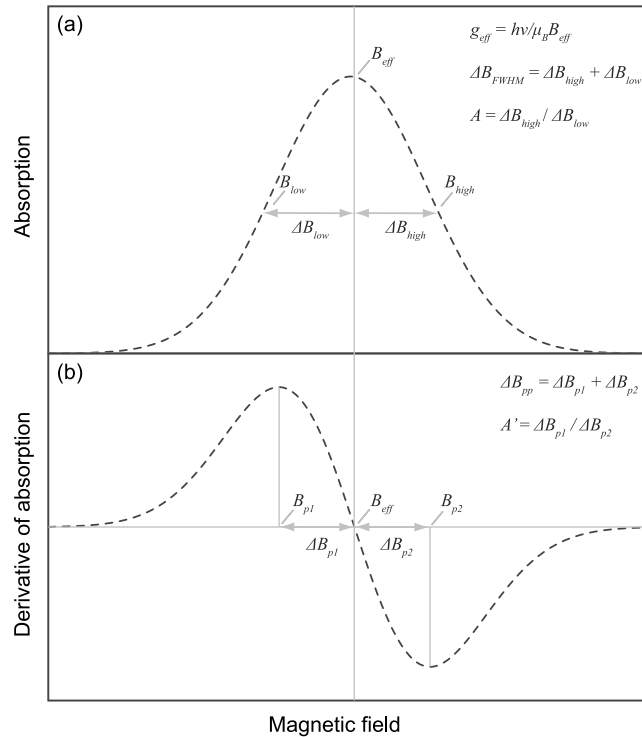 (a)
g_eff = hν/μ_B B_eff
B_eff
ΔB_FWHM = ΔB_high + ΔB_low
A = ΔB_high / ΔB_low
B_low
B_high
ΔB_low
ΔB_high
Absorption
(b)
ΔB_pp = ΔB_p1 + ΔB_p2
A’ = ΔB_p1 / ΔB_p2
B_p1
B_eff
B_p2
ΔB_p1
ΔB_p2
Derivative of absorption
Magnetic field